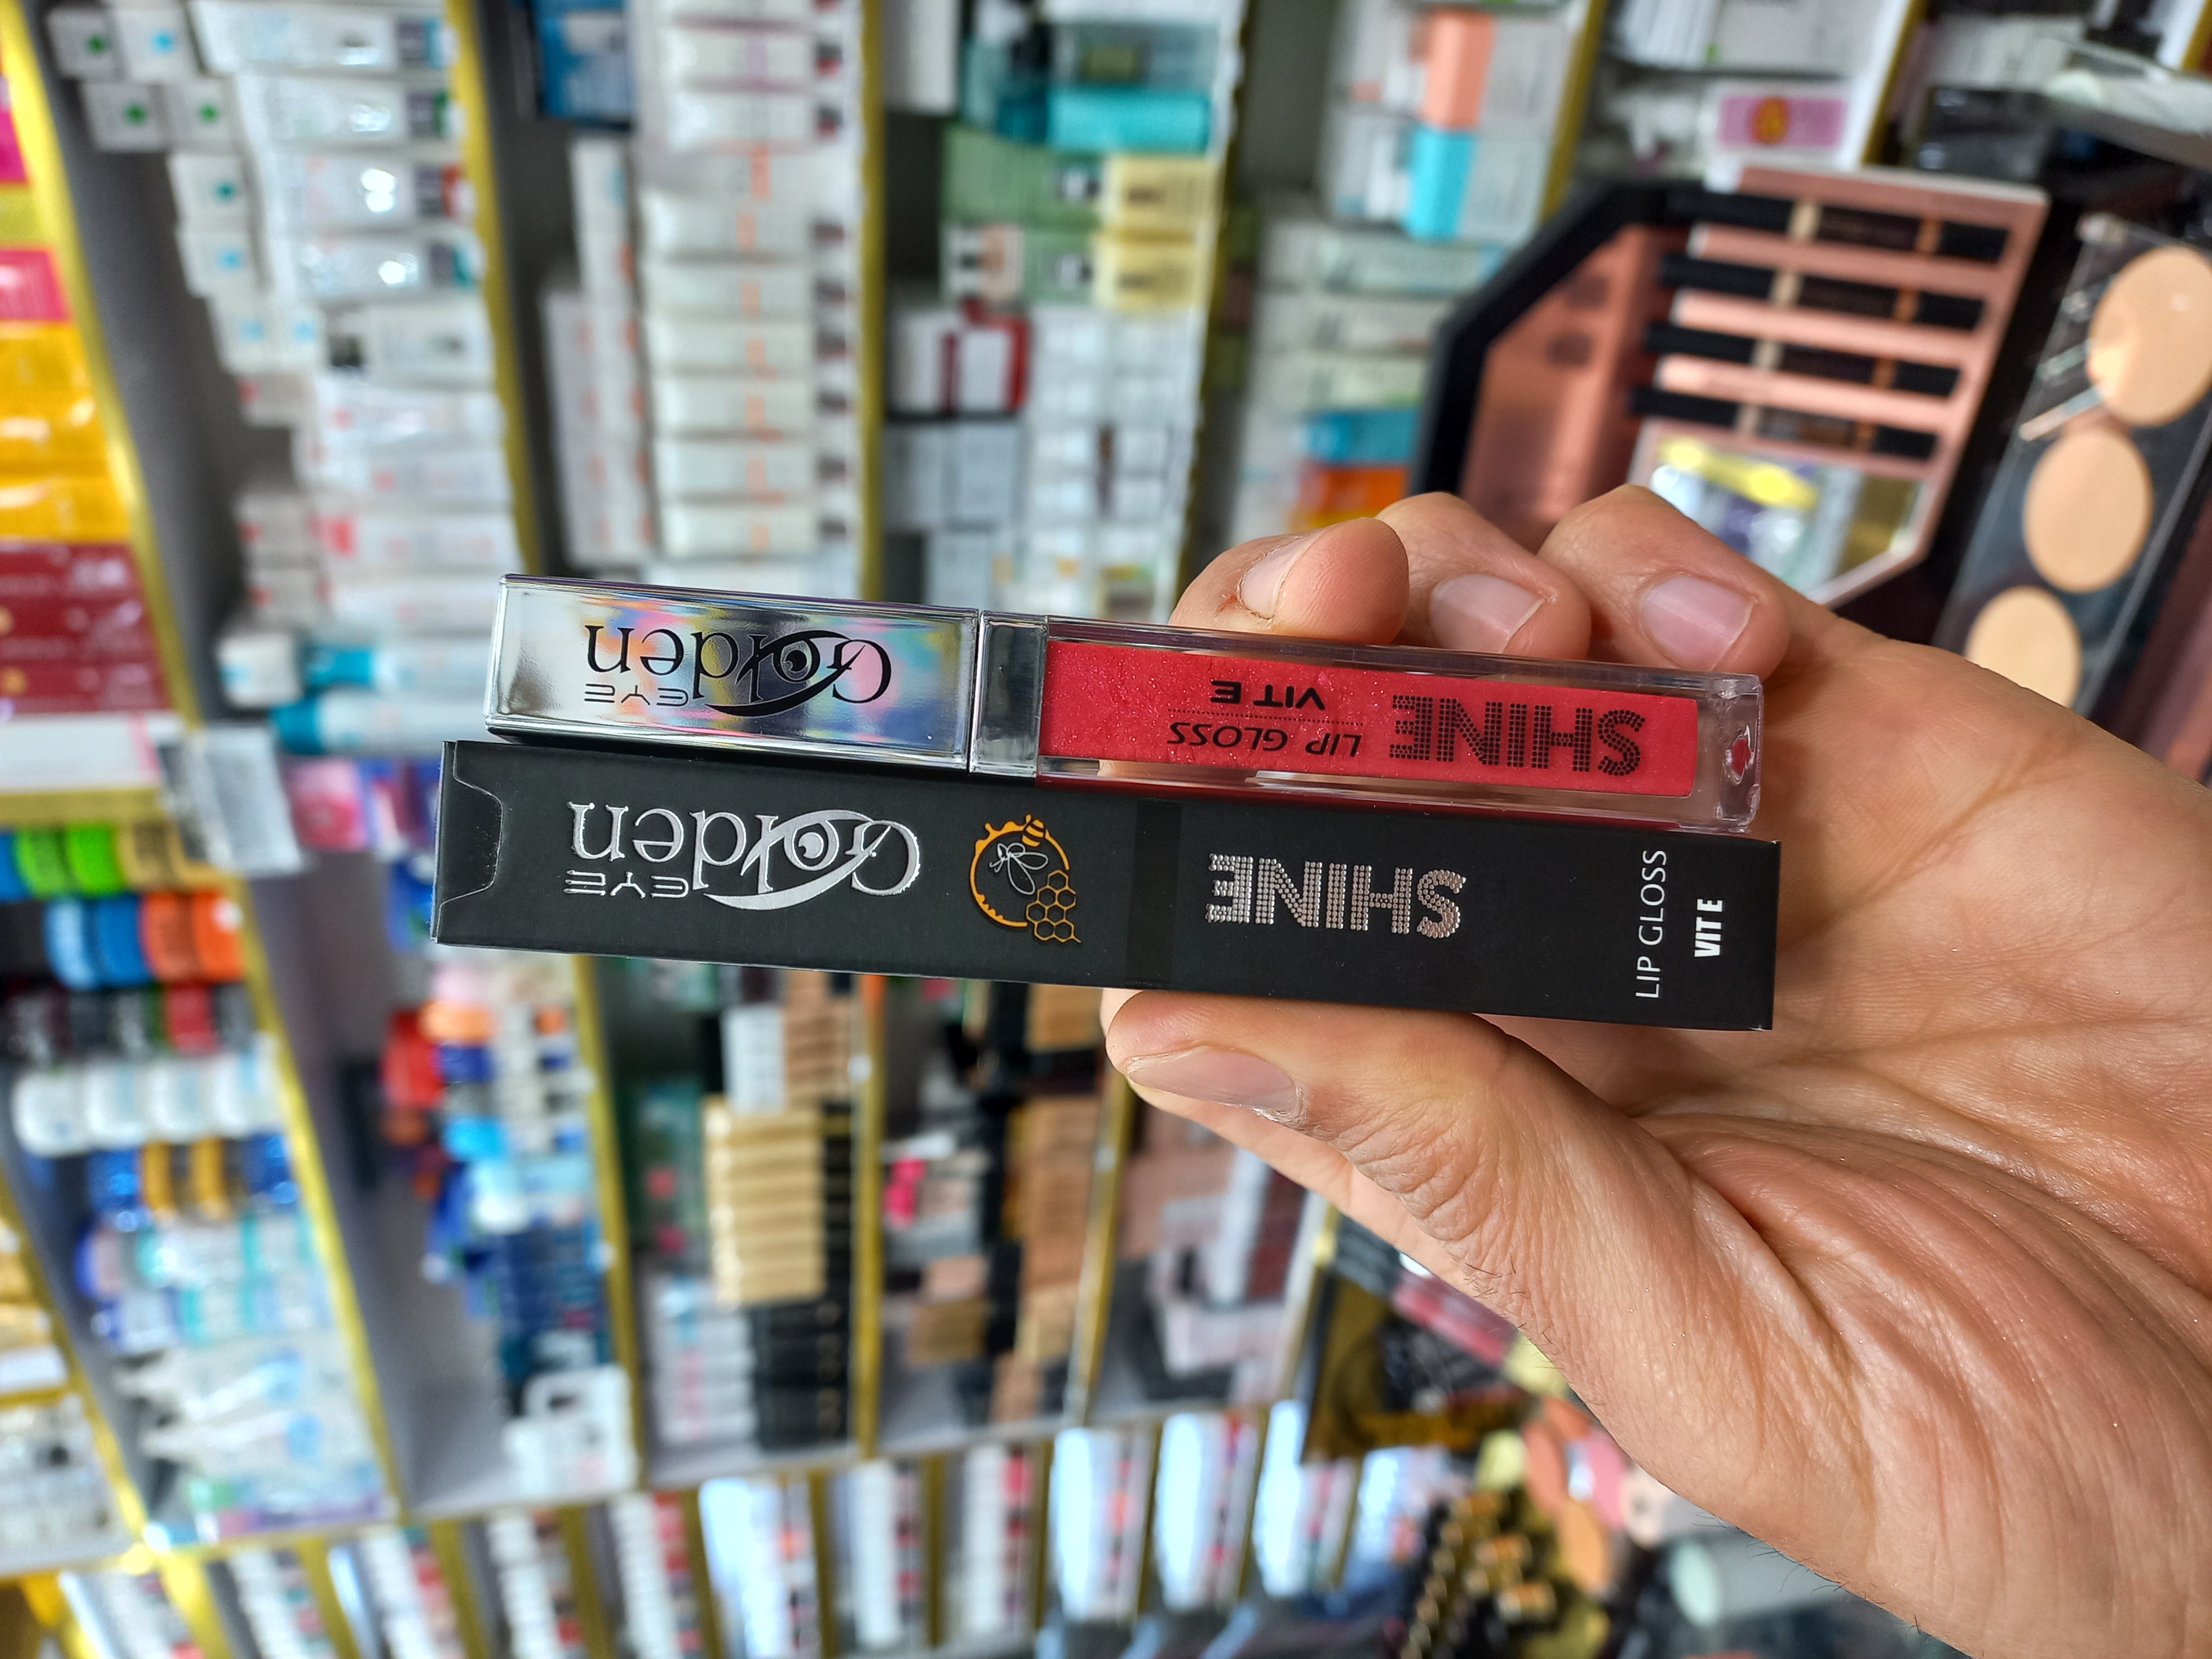 Golden
EYE
SHINE
LIP GLOSS
VIT E
Golden
EYE
SHINE
LIP GLOSS
VIT E